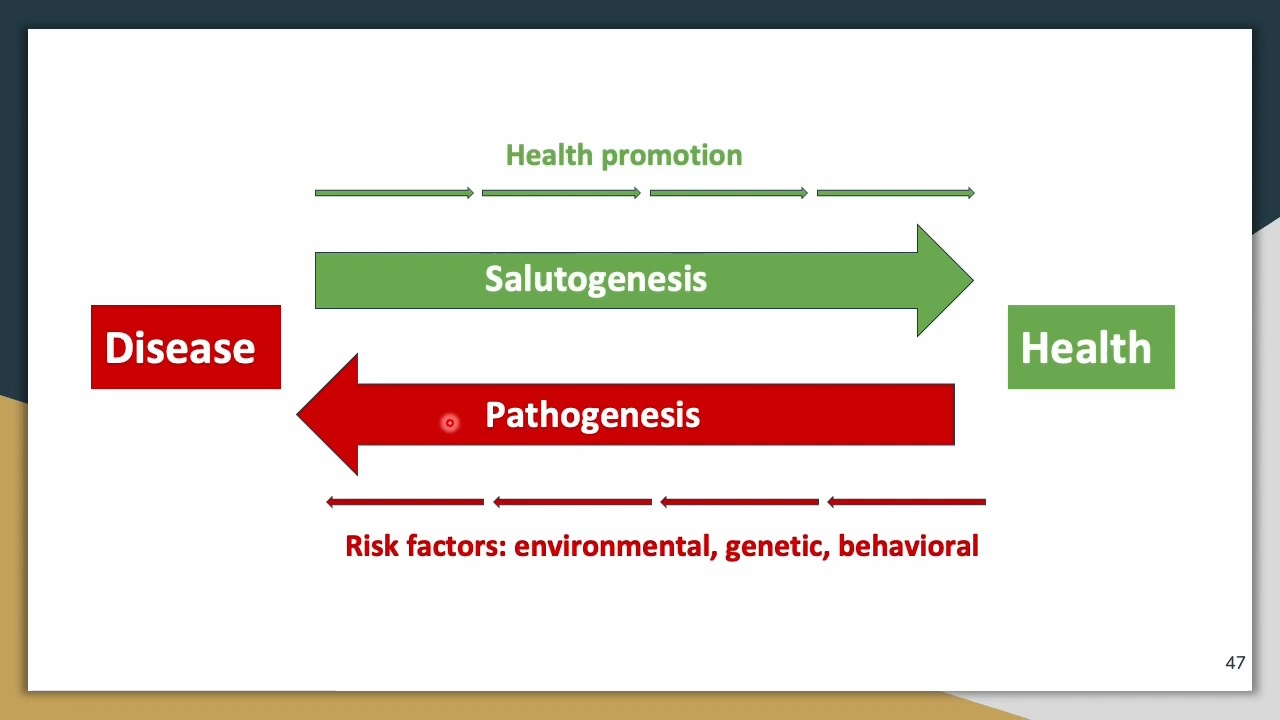 Health promotion
Salutogenesis
Disease
Health
Pathogenesis
Risk factors: environmental, genetic, behavioral
47